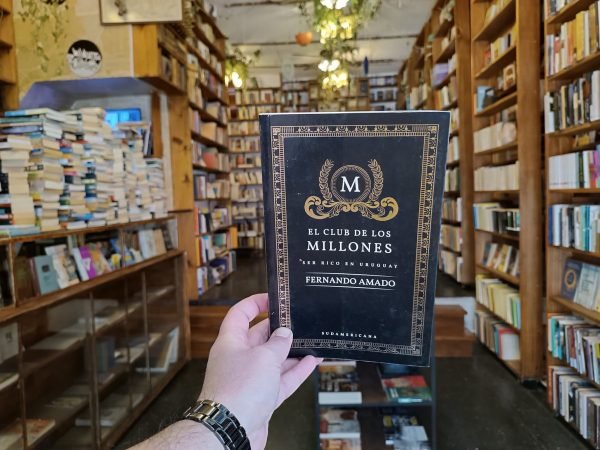 M
EL CLUB DE LOS
MILLONES
SER RICO EN URUGUAY
FERNANDO AMADO
SUDAMERICANA